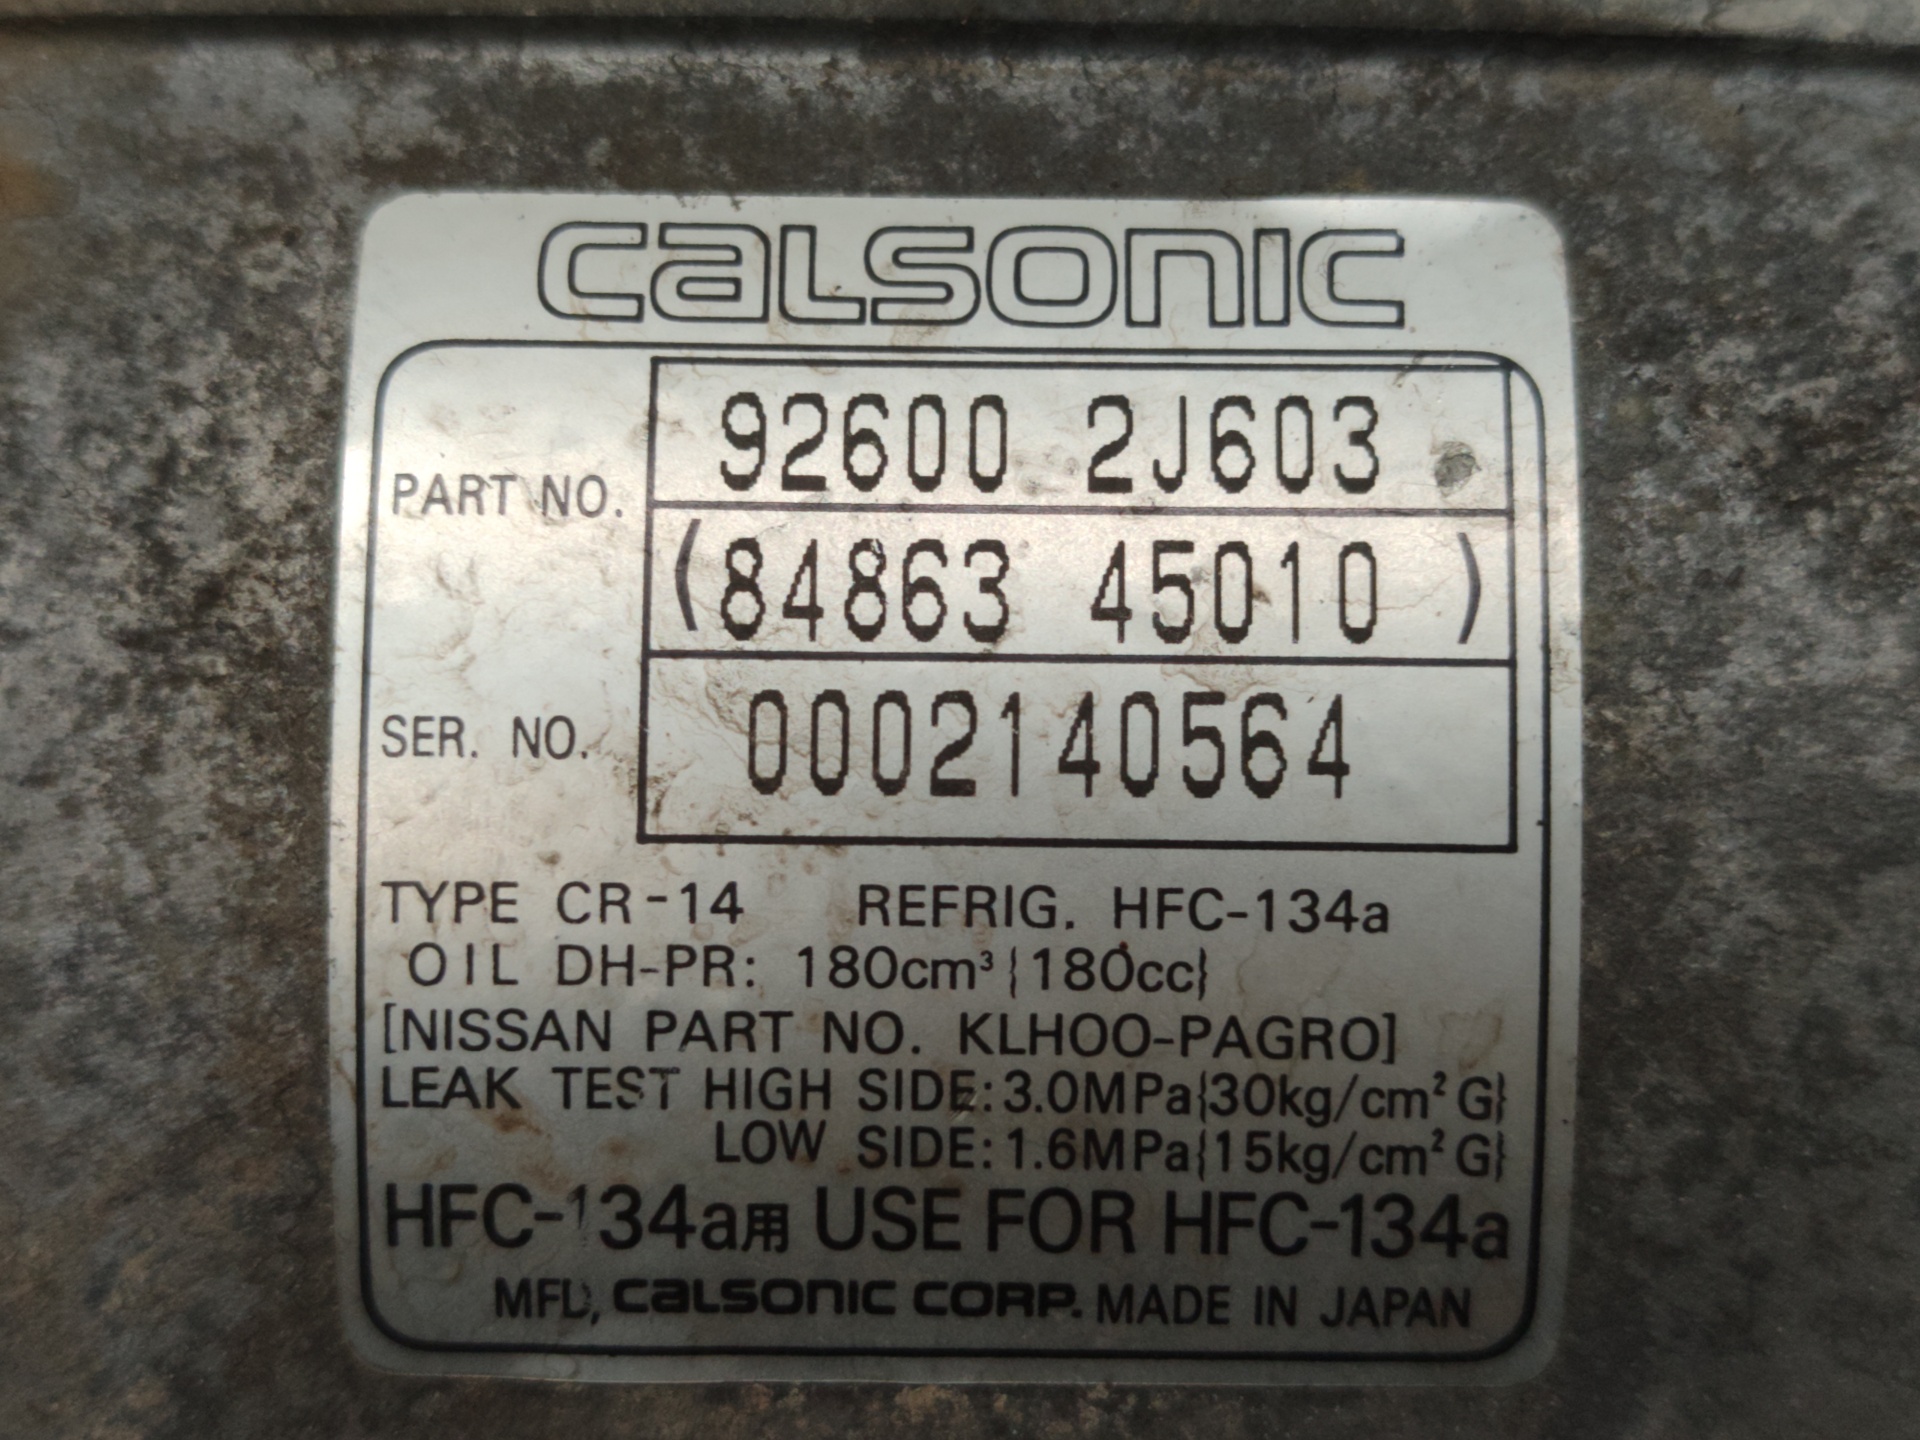 CALSONIC
PART NO. 92600 2J603
(84863 45010 )
SER. NO. 0002140564
TYPE CR-14 REFRIG. HFC-134a
OIL DH-PR: 180cm³{180cc}
[NISSAN PART NO. KLHOO-PAGRO]
LEAK TEST HIGH SIDE:3.0MPa{30kg/cm² G}
LOW SIDE:1.6MPa{15kg/cm² G}
HFC-134a用 USE FOR HFC-134a
MFD, CALSONIC CORP. MADE IN JAPAN